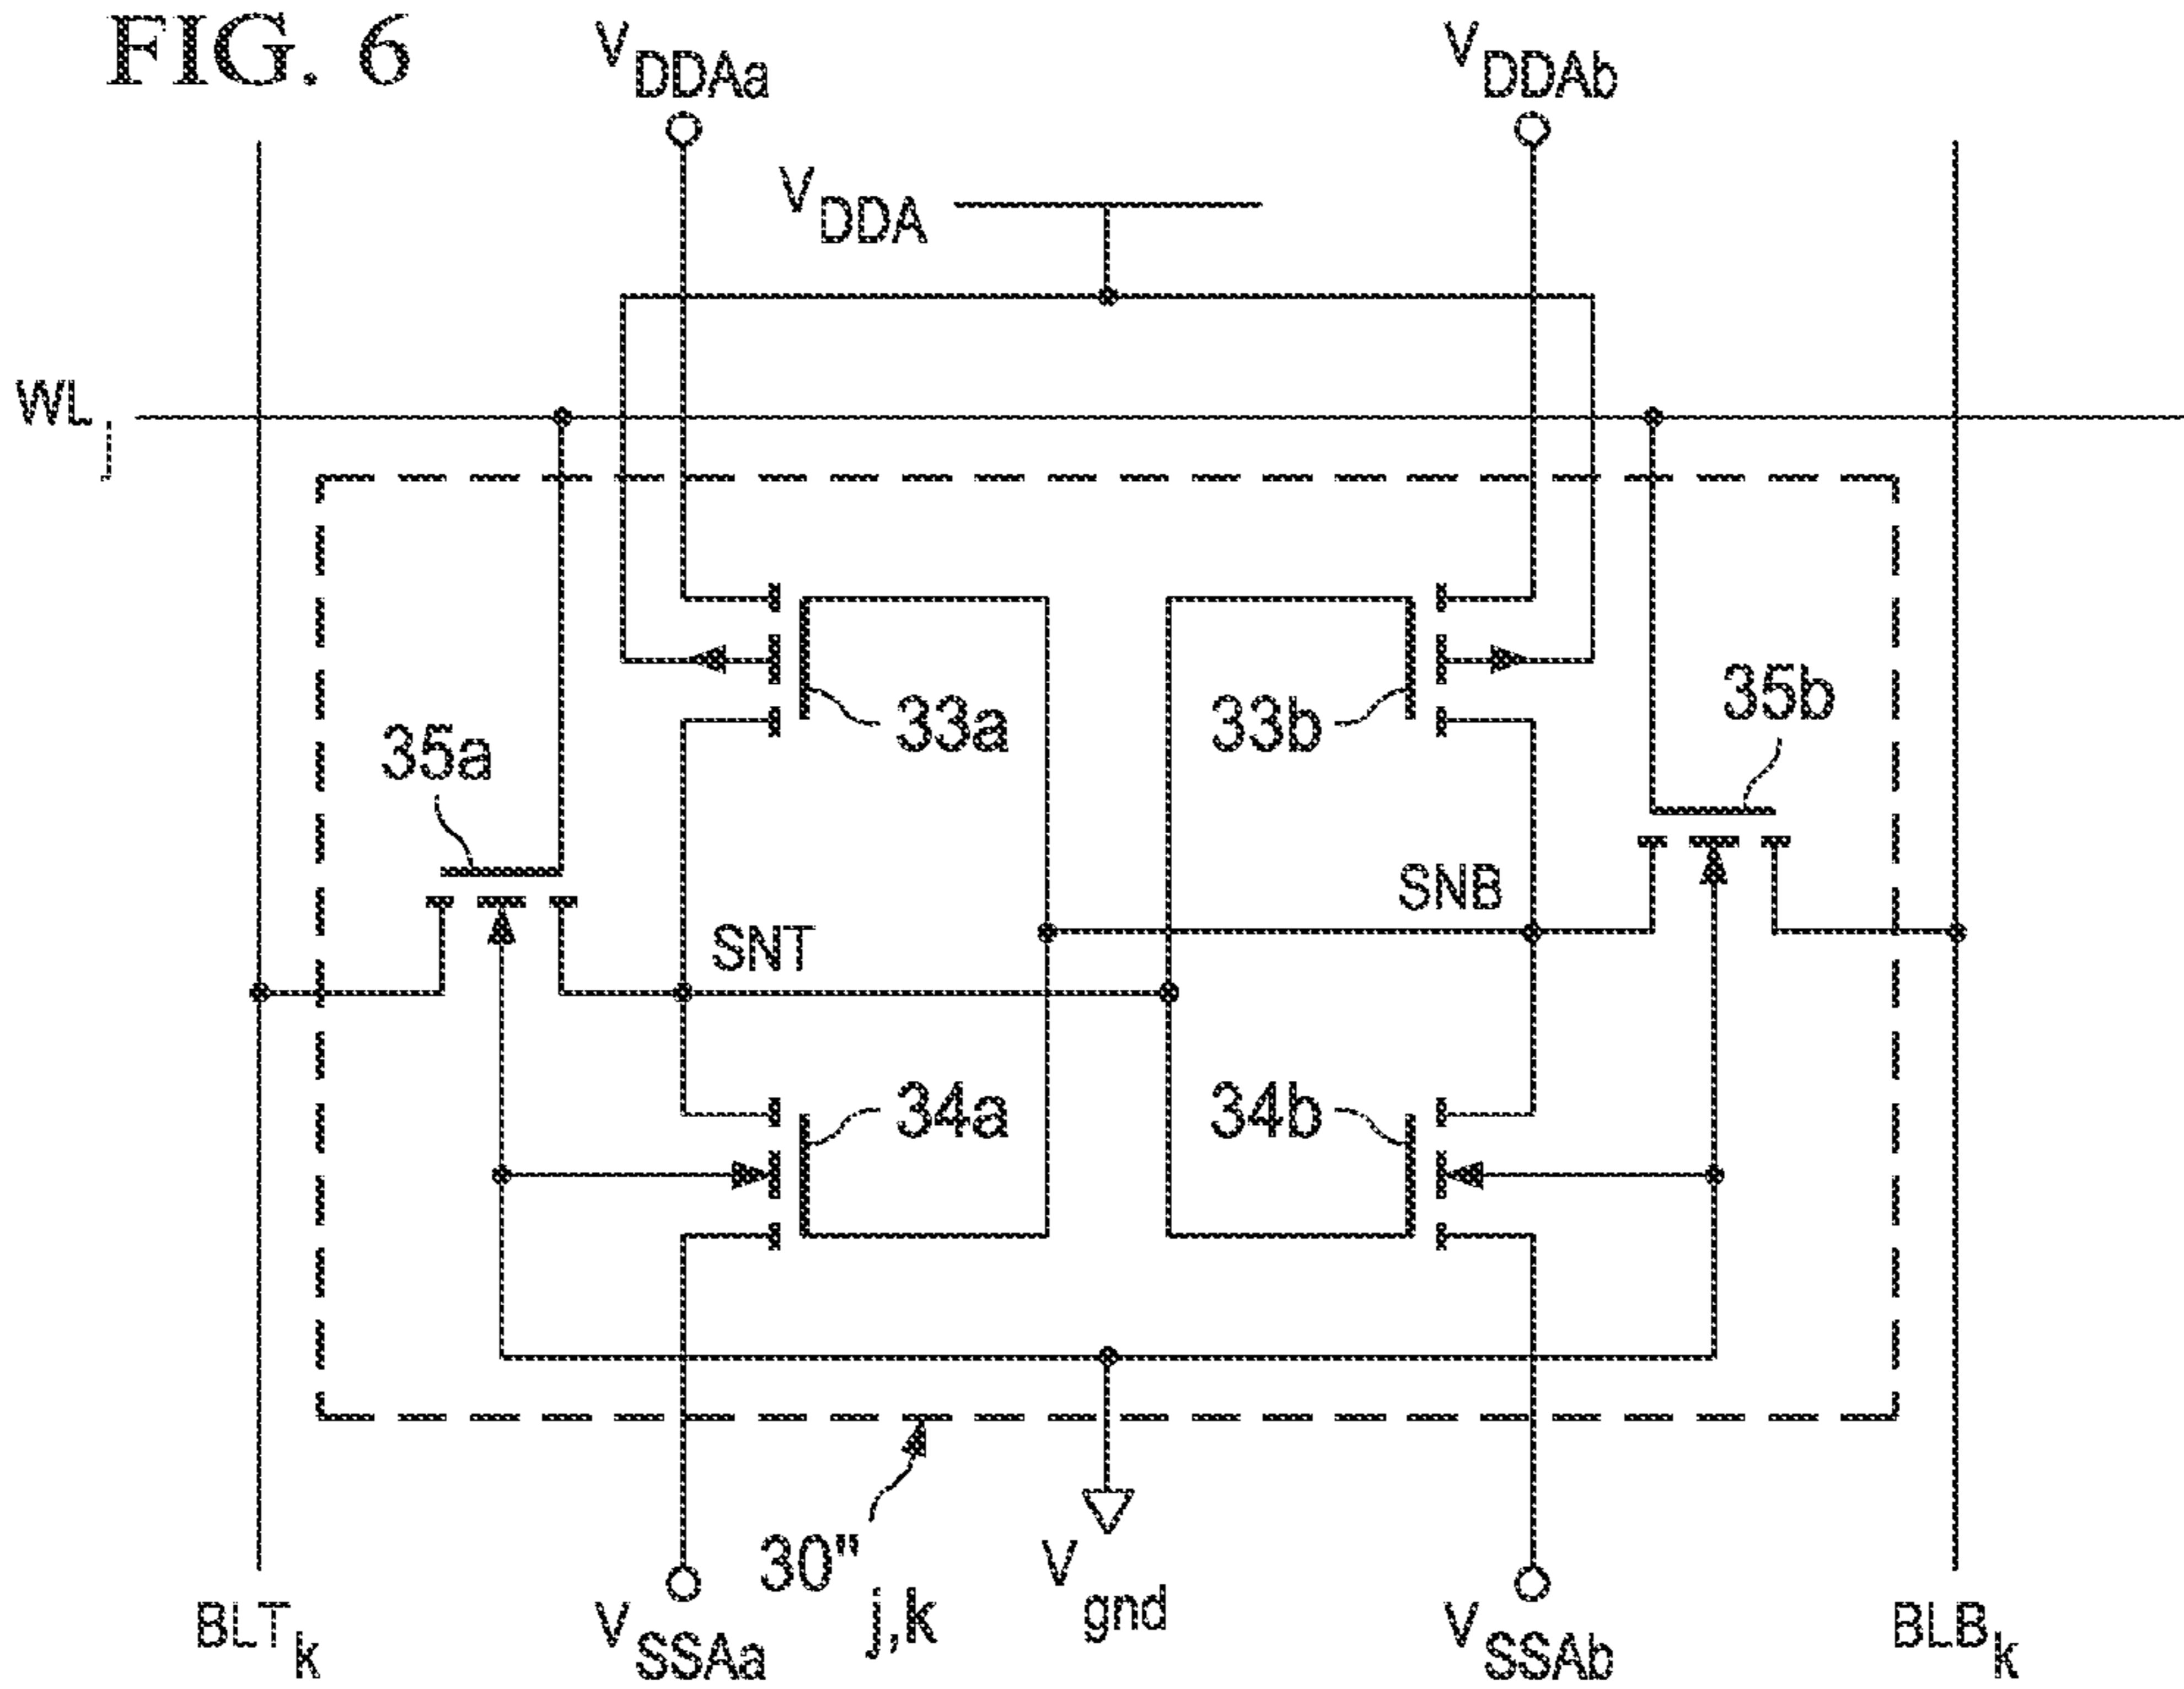 FIG. 6
VDDAa
VDDAb
VDDA
WLj
33a
33b
35b
35a
SNB
SNT
34a
34b
30"j,k
Vgnd
BLTk
VSSAa
VSSAb
BLBk